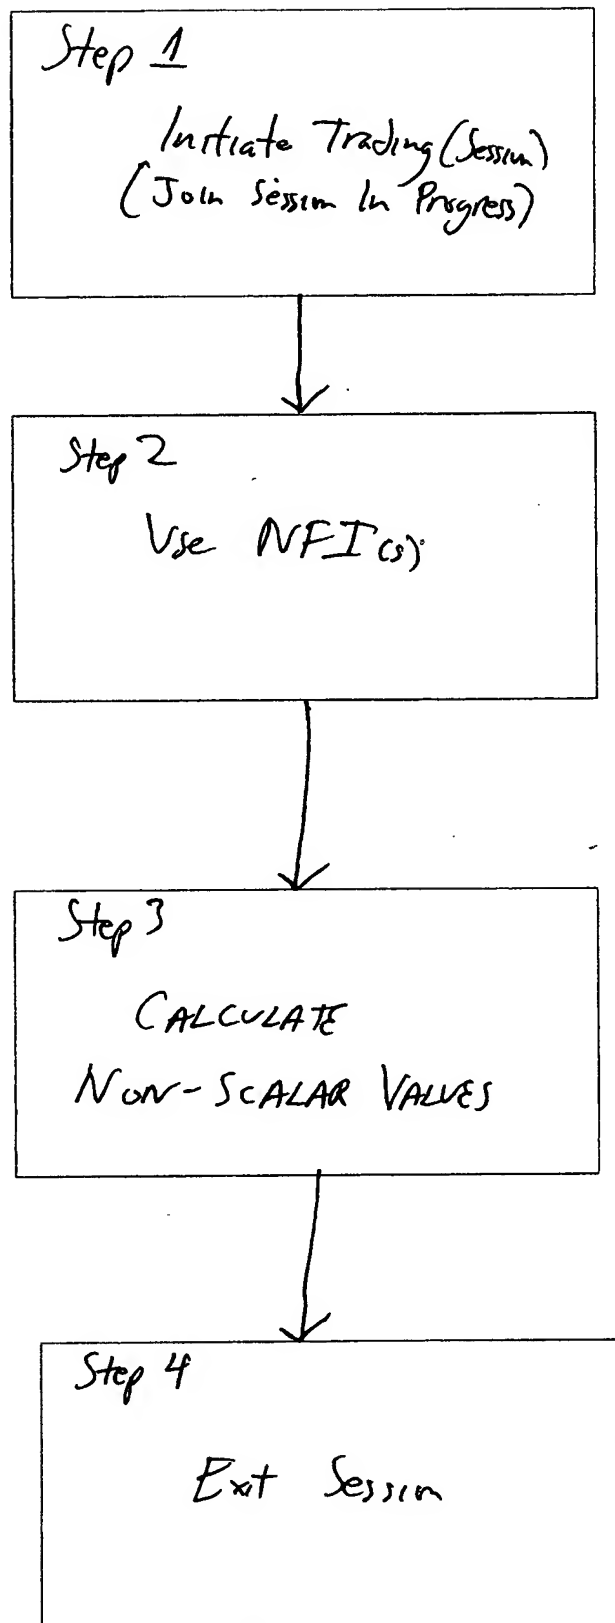 Step 1
Initiate Trading (Session)
(Join Session In Progress)
Step 2
Use NFI(s)
Step 3
CALCULATE
NON-SCALAR VALUES
Step 4
Exit Session